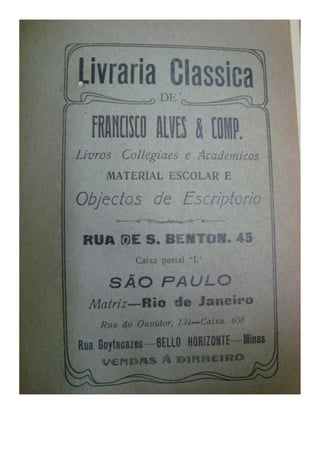 Livraria Classica
DE
FRANCISCO ALVES & COMP.
Livros Collegiaes e Academicos
MATERIAL ESCOLAR E
Objectos de Escriptorio
RUA DE S. BENTON. 45
Caixa postal "L"
SÃO PAULO
Matriz—Rio de Janeiro
Rua do Ouvidor, 134—Caixa, 658
Rua Goytacazes—BELLO HORIZONTE—Minas
VENDAS Á DINHEIRO